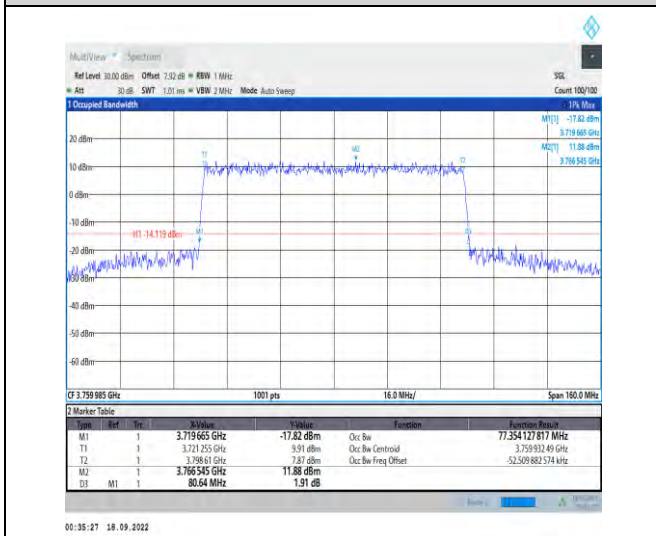 MultiView Spectrum
Ref Level 30.00 dBm Offset 7.92 dB RBW 1 MHz SGL
Att 30 dB SWT 1.01 ms VBW 2 MHz Mode Auto Sweep Count 100/100
1 Occupied Bandwidth 1Pk Max
M1[1] -17.82 dBm
3.719 665 GHz
M2[1] 11.88 dBm
3.766 545 GHz
20 dBm
M2
T1
T2
10 dBm
0 dBm
-10 dBm
H1 -14.119 dBm
M1
D3
-20 dBm
-30 dBm
-40 dBm
-50 dBm
-60 dBm
CF 3.759 985 GHz 1001 pts 16.0 MHz/ Span 160.0 MHz
2 Marker Table
Type Ref Trc X-Value Y-Value Function Function Result
M1 1 3.719 665 GHz -17.82 dBm Occ Bw 77.354 127 817 MHz
T1 1 3.721 255 GHz 9.91 dBm Occ Bw Centroid 3.759 932 49 GHz
T2 1 3.798 61 GHz 7.87 dBm Occ Bw Freq Offset -52.509 882 574 kHz
M2 1 3.766 545 GHz 11.88 dBm
D3 M1 1 80.64 MHz 1.91 dB
00:35:27 18.09.2022